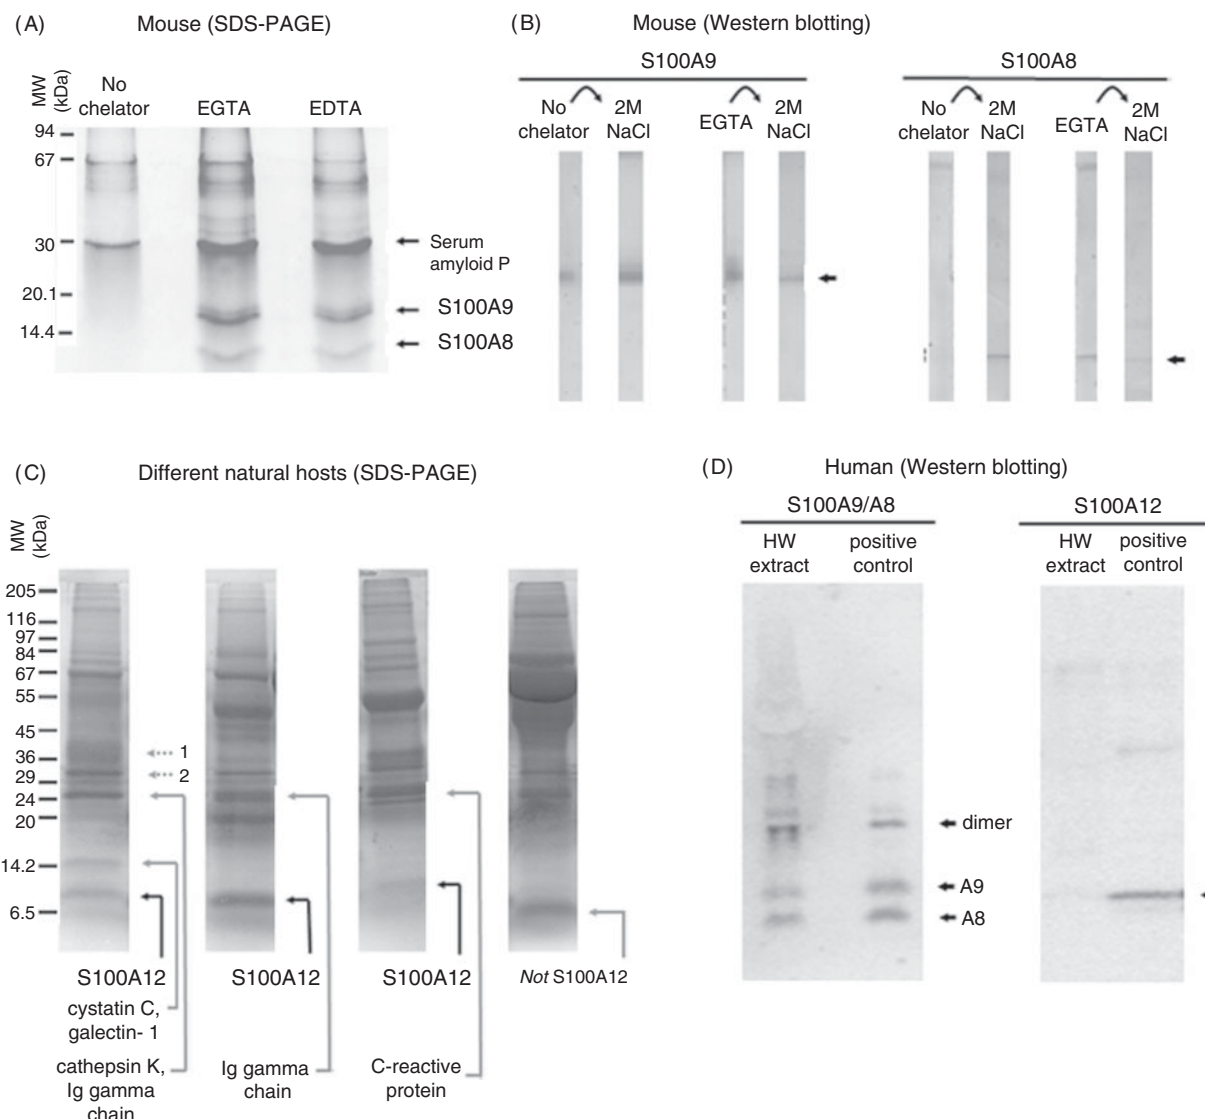 (A)
Mouse (SDS-PAGE)
MW
(kDa)
No
chelator
EGTA
EDTA
94
67
30
20.1
14.4
Serum
amyloid P
S100A9
S100A8
(B)
Mouse (Western blotting)
S100A9
S100A8
No
chelator
2M
NaCl
EGTA
2M
NaCl
No
chelator
2M
NaCl
EGTA
2M
NaCl
(C)
Different natural hosts (SDS-PAGE)
MW
(kDa)
205
116
97
84
67
55
45
36
29
24
20
14.2
6.5
1
2
S100A12
cystatin C,
galectin- 1
cathepsin K,
Ig gamma
chain
S100A12
Ig gamma
chain
S100A12
C-reactive
protein
Not S100A12
(D)
Human (Western blotting)
S100A9/A8
S100A12
HW
extract
positive
control
HW
extract
positive
control
dimer
A9
A8